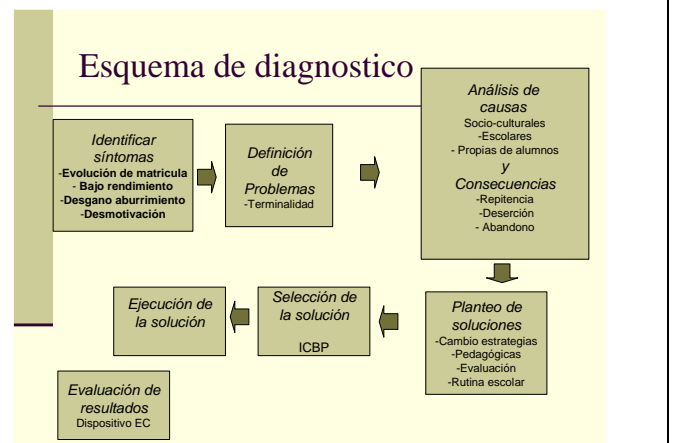 Esquema de diagnostico
Identificar
síntomas
-Evolución de matricula
- Bajo rendimiento
-Desgano aburrimiento
-Desmotivación
Definición
de
Problemas
-Terminalidad
Análisis de
causas
Socio-culturales
-Escolares
- Propias de alumnos
y
Consecuencias
-Repitencia
-Deserción
- Abandono
Planteo de
soluciones
-Cambio estrategias
-Pedagógicas
-Evaluación
-Rutina escolar
Selección de
la solución
ICBP
Ejecución de
la solución
Evaluación de
resultados
Dispositivo EC